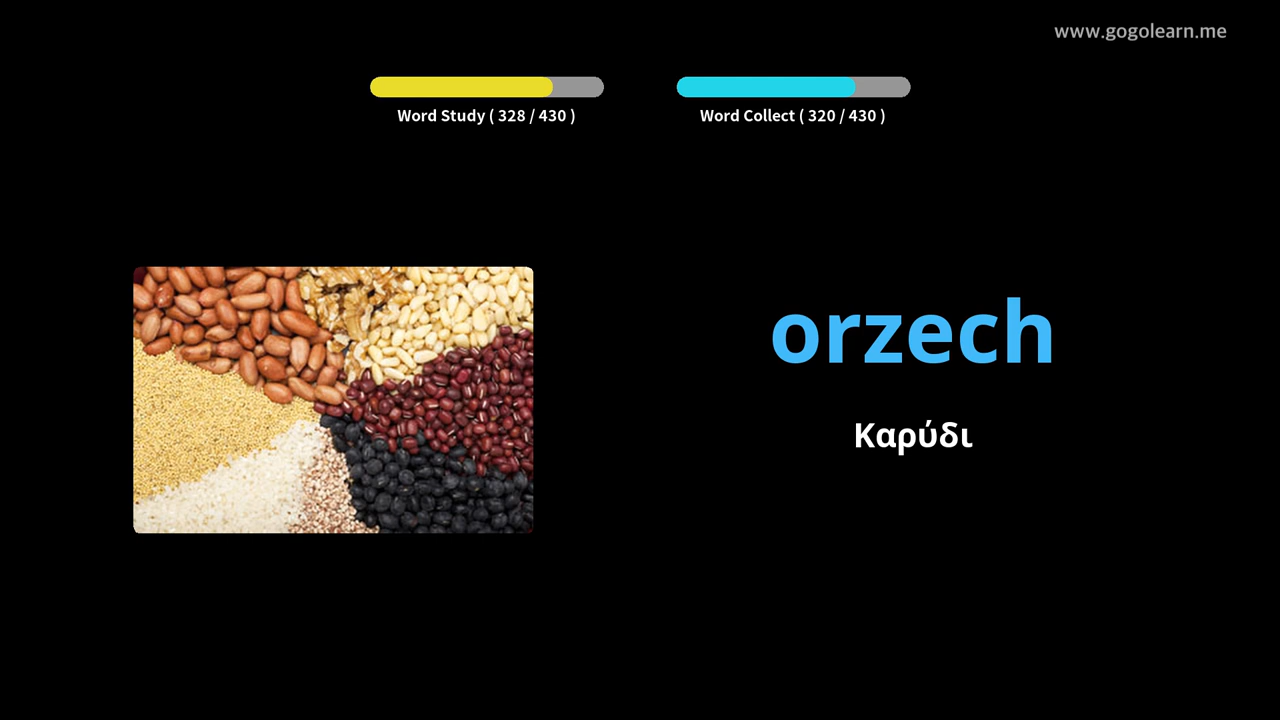 www.gogolearn.me
Word Study ( 328 / 430 )
Word Collect ( 320 / 430 )
orzech
Καρύδι